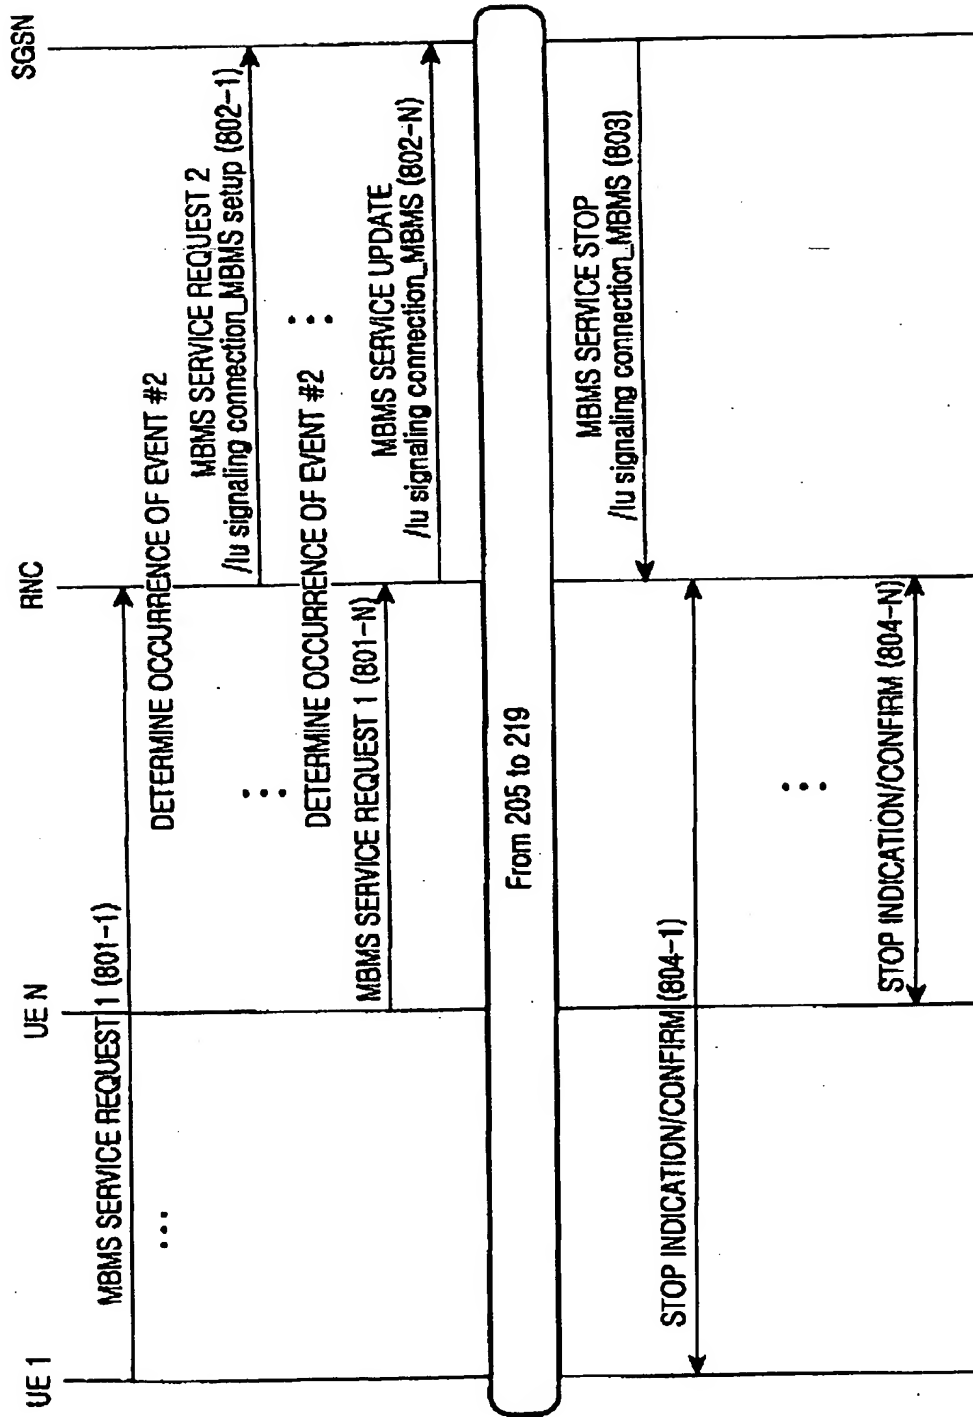 UE 1
UE N
RNC
SGSN
MBMS SERVICE REQUEST 1 (801-1)
DETERMINE OCCURRENCE OF EVENT #2
MBMS SERVICE REQUEST 2
/Iu signaling connection_MBMS setup (802-1)
DETERMINE OCCURRENCE OF EVENT #2
MBMS SERVICE REQUEST 1 (801-N)
MBMS SERVICE UPDATE
/Iu signaling connection_MBMS (802-N)
From 205 to 219
MBMS SERVICE STOP
/Iu signaling connection_MBMS (803)
STOP INDICATION/CONFIRM (804-1)
STOP INDICATION/CONFIRM (804-N)